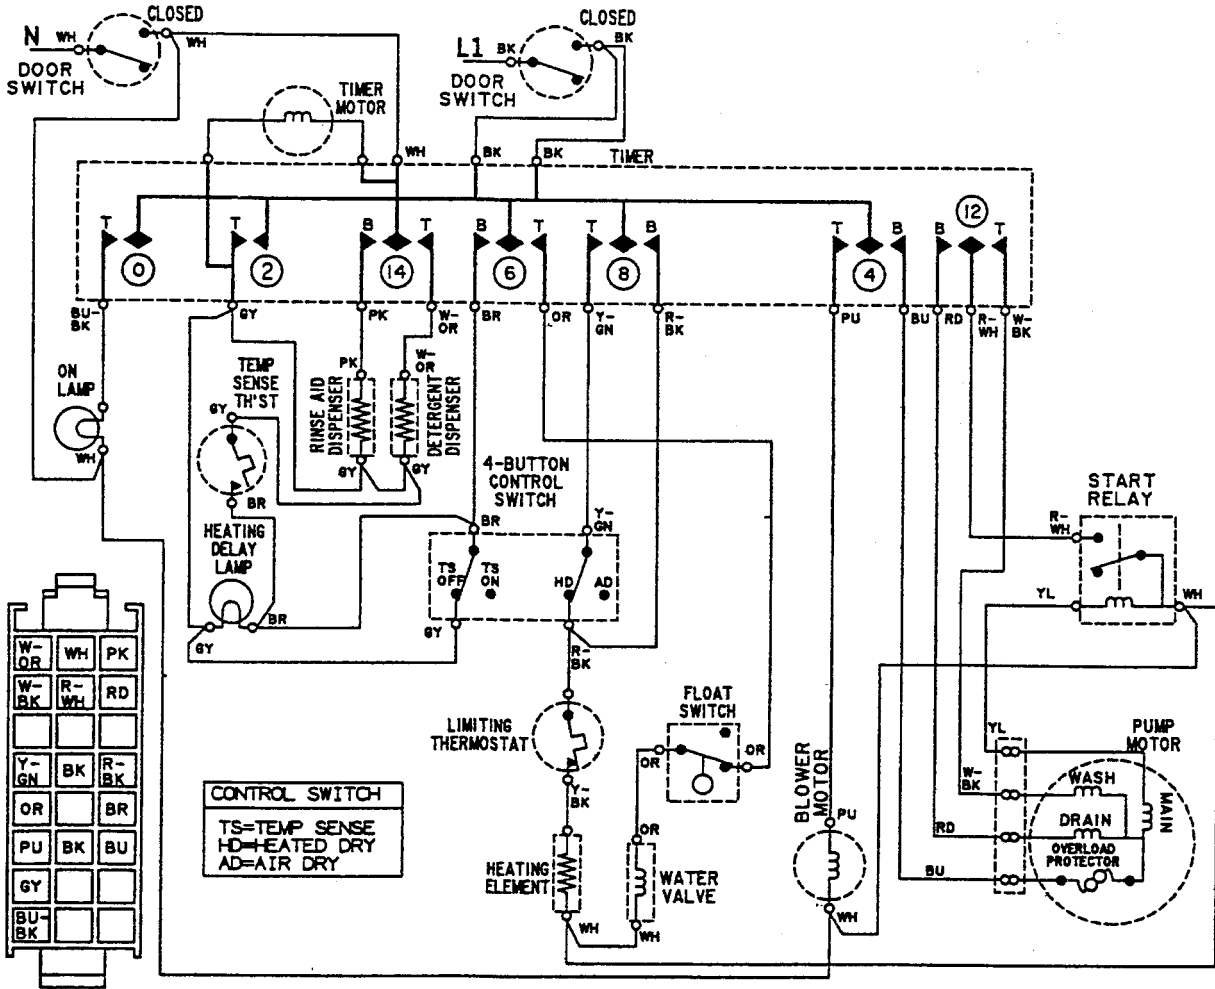 CLOSED
CLOSED
N WH
WH
BK
L1 BK
DOOR
SWITCH
DOOR
SWITCH
TIMER
MOTOR
WH
BK
BK
TIMER
T
T
B
T
B
T
T
B
T
B
B
12
T
0
2
14
6
8
4
BU-
BK
GY
PK
W-
OR
BR
OR
Y-
GN
R-
BK
PU
BU
RD
R-
WH
W-
BK
ON
LAMP
WH
TEMP
SENSE
TH'ST
GY
BR
PK
RINSE AID
DISPENSER
GY
W-
OR
DETERGENT
DISPENSER
GY
4-BUTTON
CONTROL
SWITCH
BR
Y-
GN
TS
OFF
TS
ON
HD
AD
GY
R-
BK
HEATING
DELAY
LAMP
BR
GY
START
RELAY
R-
WH
YL
WH
W-
OR
WH
PK
W-
BK
R-
WH
RD
Y-
GN
BK
R-
BK
OR
BR
PU
BK
BU
GY
BU-
BK
LIMITING
THERMOSTAT
Y-
BK
FLOAT
SWITCH
OR
OR
CONTROL SWITCH
TS=TEMP SENSE
HD=HEATED DRY
AD=AIR DRY
HEATING
ELEMENT
WH
OR
WATER
VALVE
WH
BLOWER
MOTOR
PU
WH
YL
PUMP
MOTOR
W-
BK
WASH
MAIN
RD
DRAIN
OVERLOAD
PROTECTOR
BU